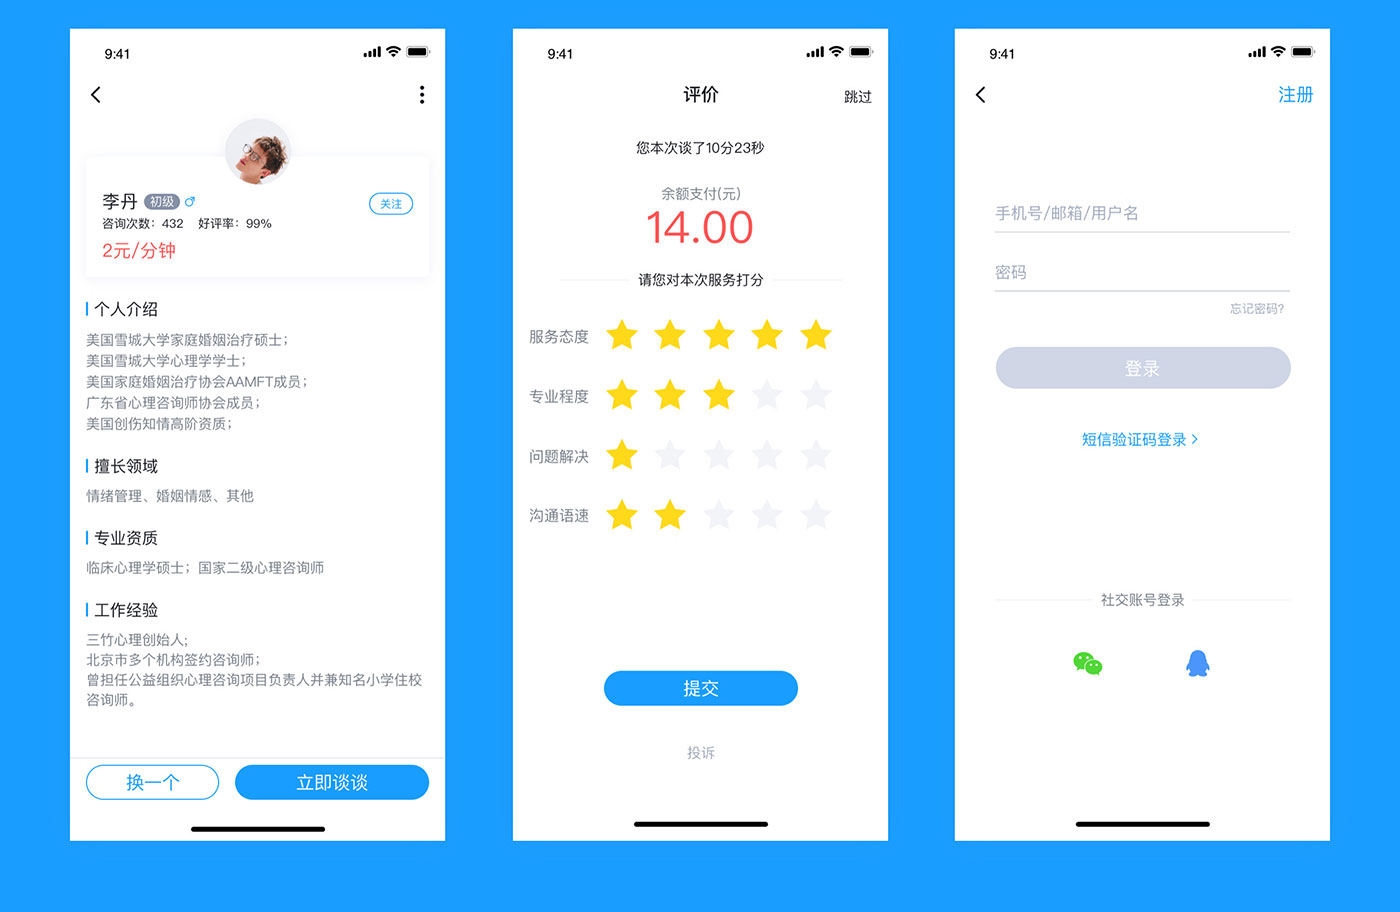 9:41
李丹 初级
关注
咨询次数：432 好评率：99%
2元/分钟
个人介绍
美国雪城大学家庭婚姻治疗硕士；
美国雪城大学心理学学士；
美国家庭婚姻治疗协会AAMFT成员；
广东省心理咨询师协会成员；
美国创伤知情高阶资质；
擅长领域
情绪管理、婚姻情感、其他
专业资质
临床心理学硕士；国家二级心理咨询师
工作经验
三竹心理创始人;
北京市多个机构签约咨询师；
曾担任公益组织心理咨询项目负责人并兼知名小学住校
咨询师。
换一个 立即谈谈
9:41
评价 跳过
您本次谈了10分23秒
余额支付(元)
14.00
请您对本次服务打分
服务态度
专业程度
问题解决
沟通语速
提交
投诉
9:41
注册
手机号/邮箱/用户名
密码
忘记密码?
登录
短信验证码登录 >
社交账号登录